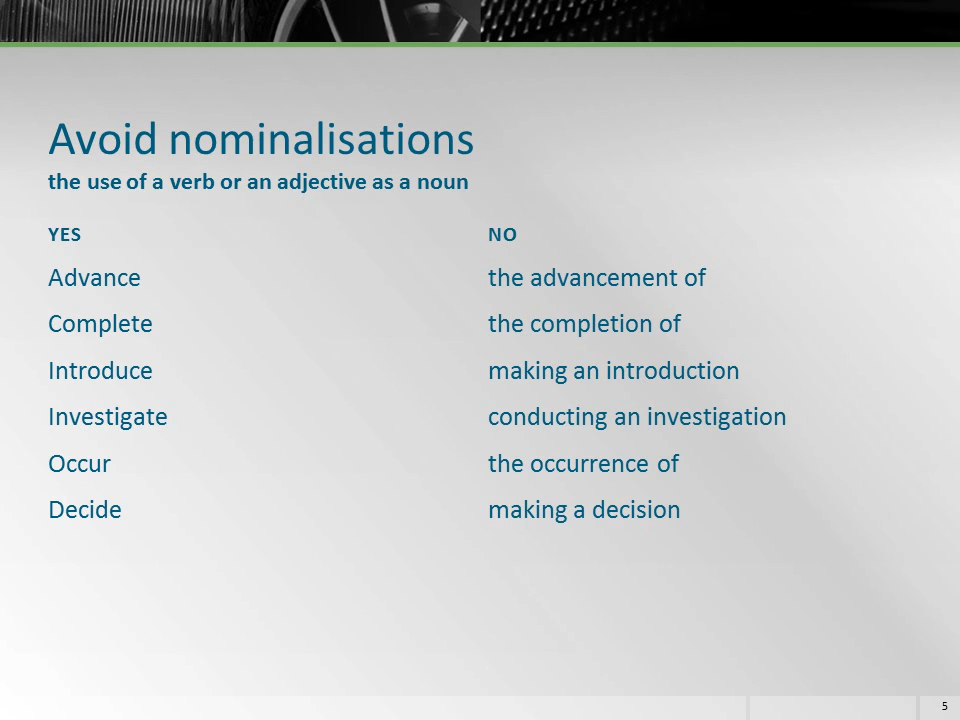 Avoid nominalisations
the use of a verb or an adjective as a noun
YES
NO
Advance
the advancement of
Complete
the completion of
Introduce
making an introduction
Investigate
conducting an investigation
Occur
the occurrence of
Decide
making a decision
5